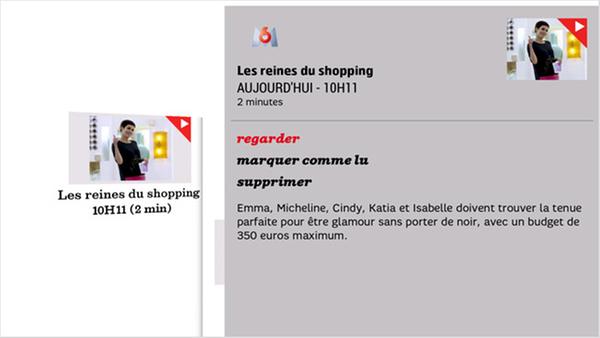 Les reines du shopping
10H11 (2 min)
M6
Les reines du shopping
AUJOURD'HUI - 10H11
2 minutes
regarder
marquer comme lu
supprimer
Emma, Micheline, Cindy, Katia et Isabelle doivent trouver la tenue
parfaite pour être glamour sans porter de noir, avec un budget de
350 euros maximum.